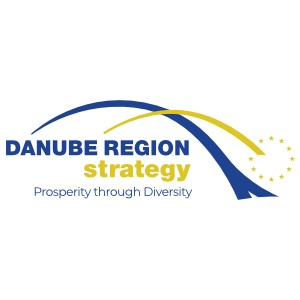 DANUBE REGION
strategy
Prosperity through Diversity